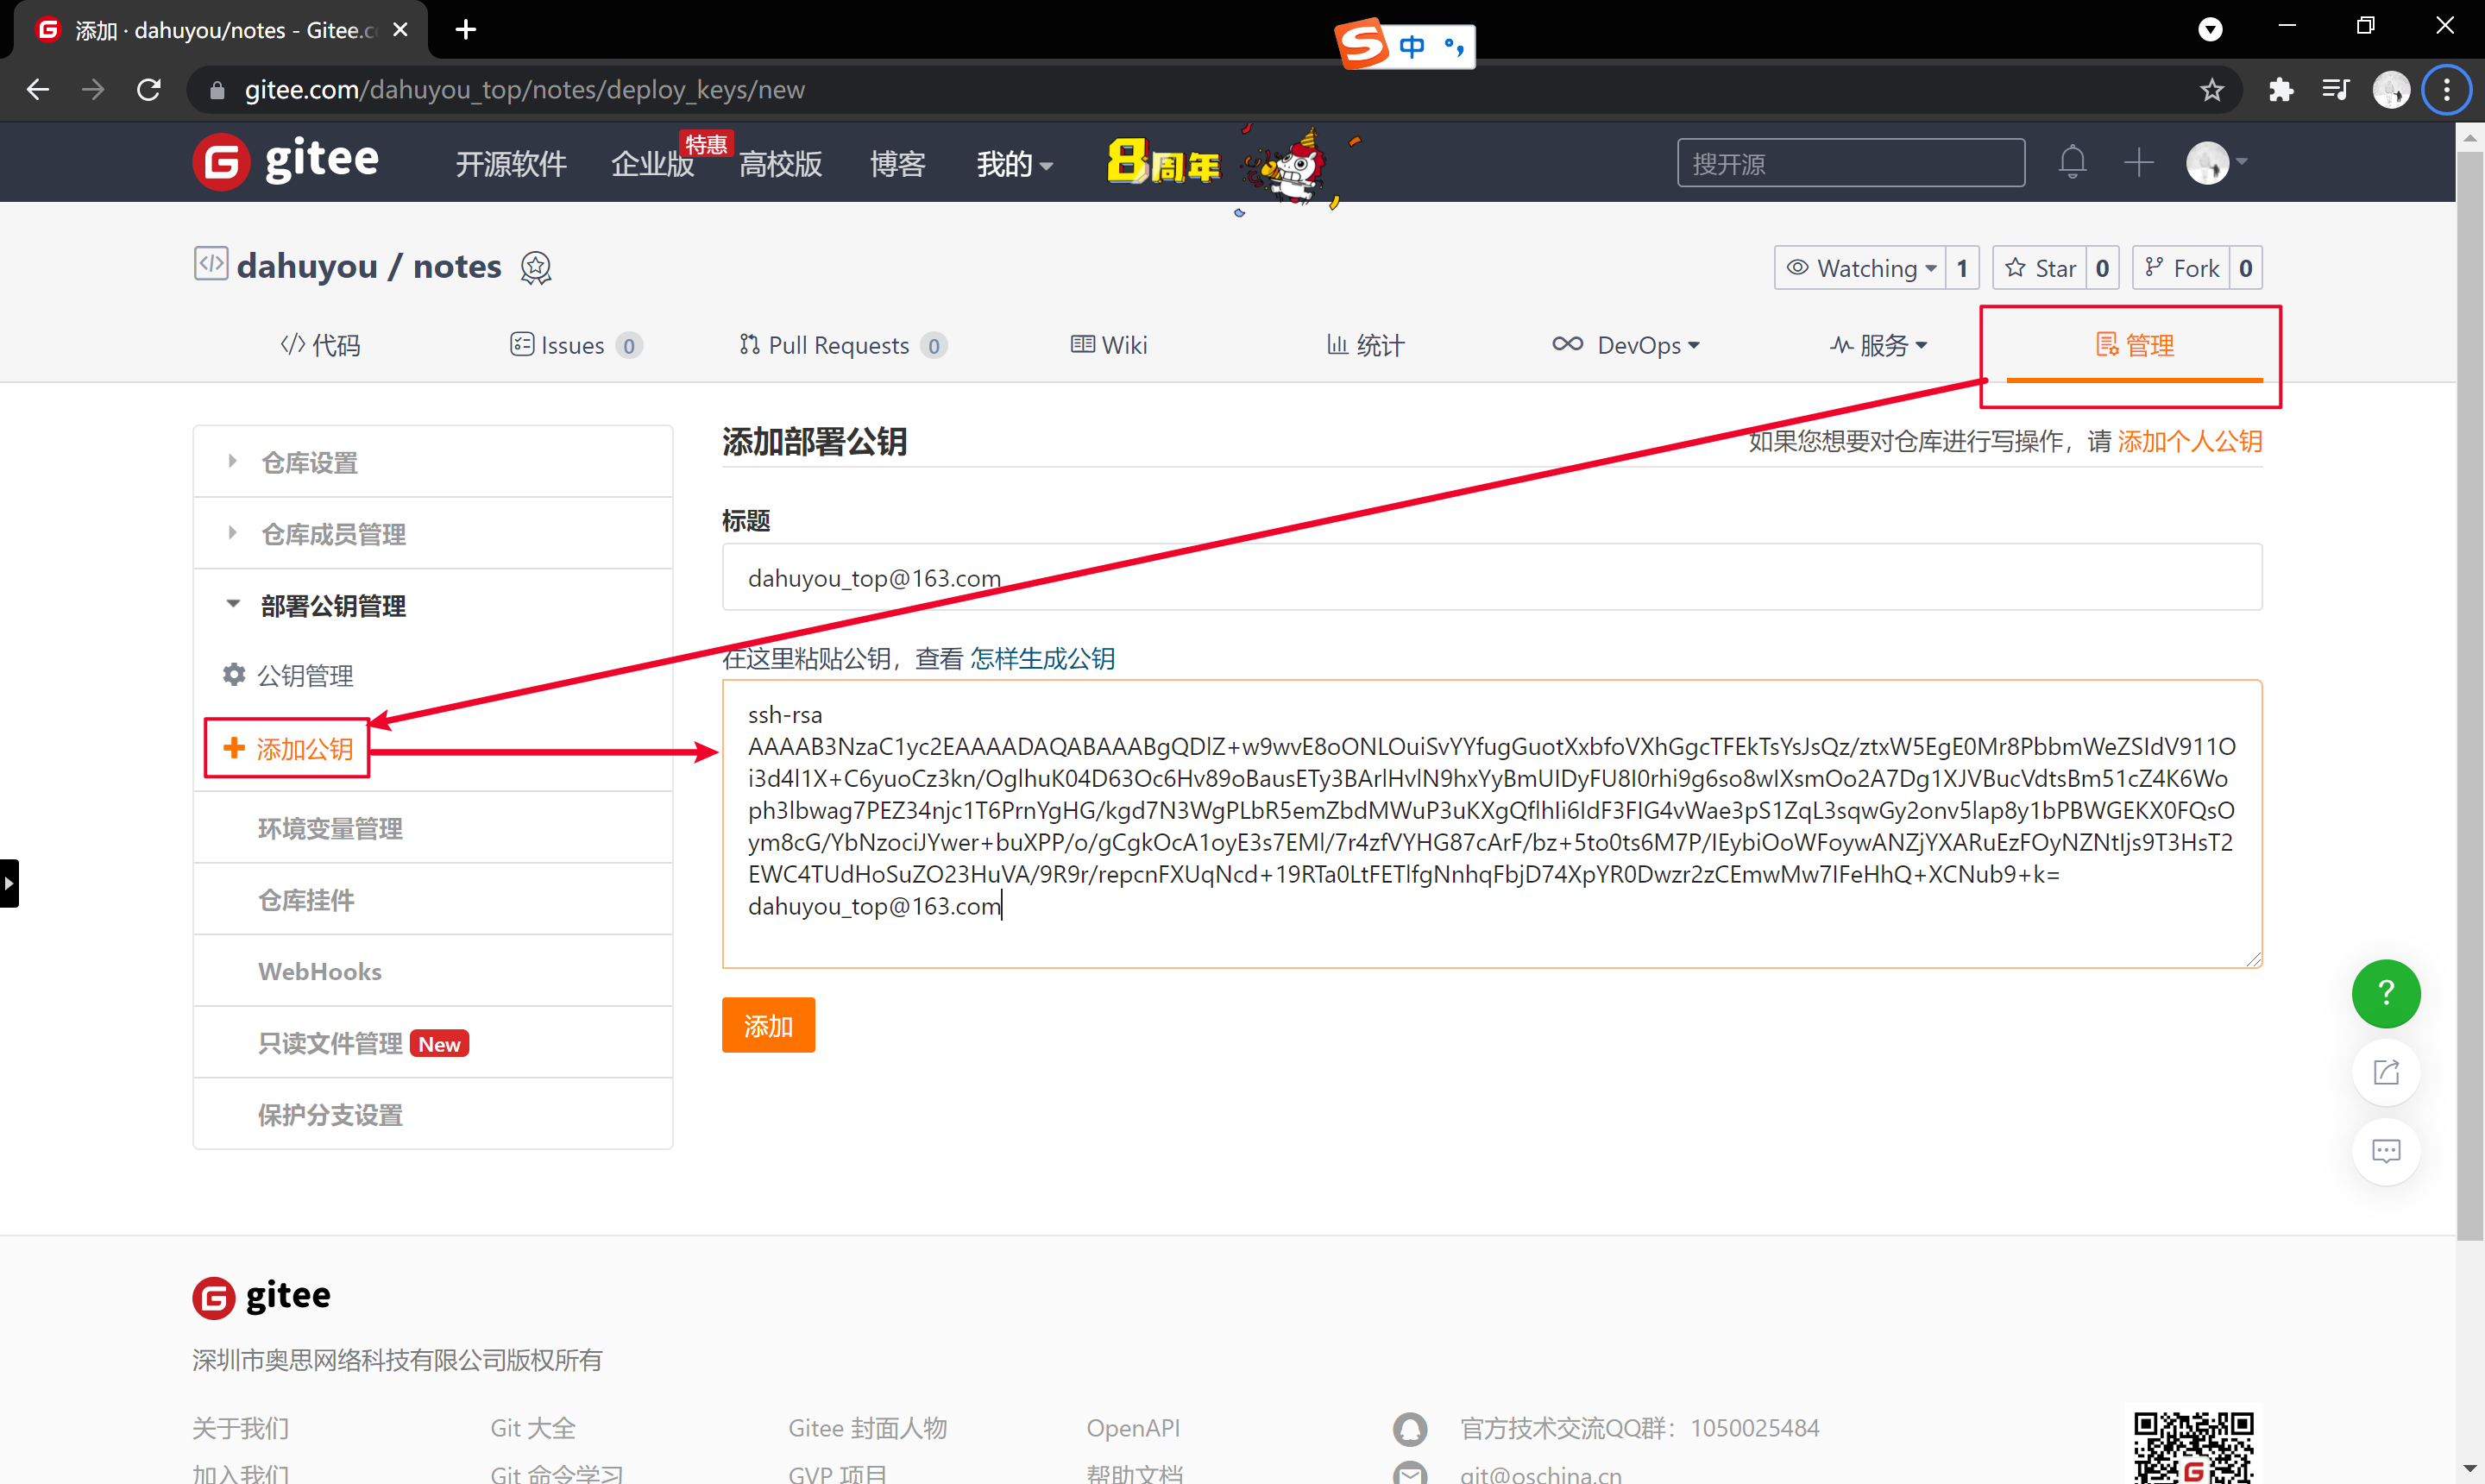 添加 · dahuyou/notes - Gitee.c
中 °,
gitee.com/dahuyou_top/notes/deploy_keys/new
gitee 开源软件 企业版 特惠 高校版 博客 我的 8周年 搜开源
dahuyou / notes
Watching 1 Star 0 Fork 0
代码 Issues 0 Pull Requests 0 Wiki 统计 DevOps 服务 管理
仓库设置
仓库成员管理
部署公钥管理
公钥管理
添加公钥
环境变量管理
仓库挂件
WebHooks
只读文件管理 New
保护分支设置
添加部署公钥
如果您想要对仓库进行写操作，请 添加个人公钥
标题
dahuyou_top@163.com
在这里粘贴公钥，查看 怎样生成公钥
ssh-rsa
AAAAB3NzaC1yc2EAAAADAQABAAABgQDlZ+w9wvE8oONLOuiSvYYfugGuotXxbfoVXhGgcTFEkTsYsJsQz/ztxW5EgE0Mr8PbbmWeZSIdV911O
i3d4l1X+C6yuoCz3kn/OglhuK04D63Oc6Hv89oBausETy3BArlHvlN9hxYyBmUIDyFU8I0rhi9g6so8wIXsmOo2A7Dg1XJVBucVdtsBm51cZ4K6Wo
ph3lbwag7PEZ34njc1T6PrnYgHG/kgd7N3WgPLbR5emZbdMWuP3uKXgQflhIi6IdF3FIG4vWae3pS1ZqL3sqwGy2onv5lap8y1bPBWGEKX0FQsO
ym8cG/YbNzociJYwer+buXPP/o/gCgkOcA1oyE3s7EMl/7r4zfVYHG87cArF/bz+5to0ts6M7P/IEybiOoWFoywANZjYXARuEzFOyNZNtIjs9T3HsT2
EWC4TUdHoSuZO23HuVA/9R9r/repcnFXUqNcd+19RTa0LtFETlfgNnhqFbjD74XpYR0Dwzr2zCEmwMw7IFeHhQ+XCNub9+k=
dahuyou_top@163.com
添加
?
gitee
深圳市奥思网络科技有限公司版权所有
关于我们 Git 大全 Gitee 封面人物 OpenAPI 官方技术交流QQ群：1050025484
加入我们 Git 命令学习 GVP 项目 帮助文档 git@oschina.cn